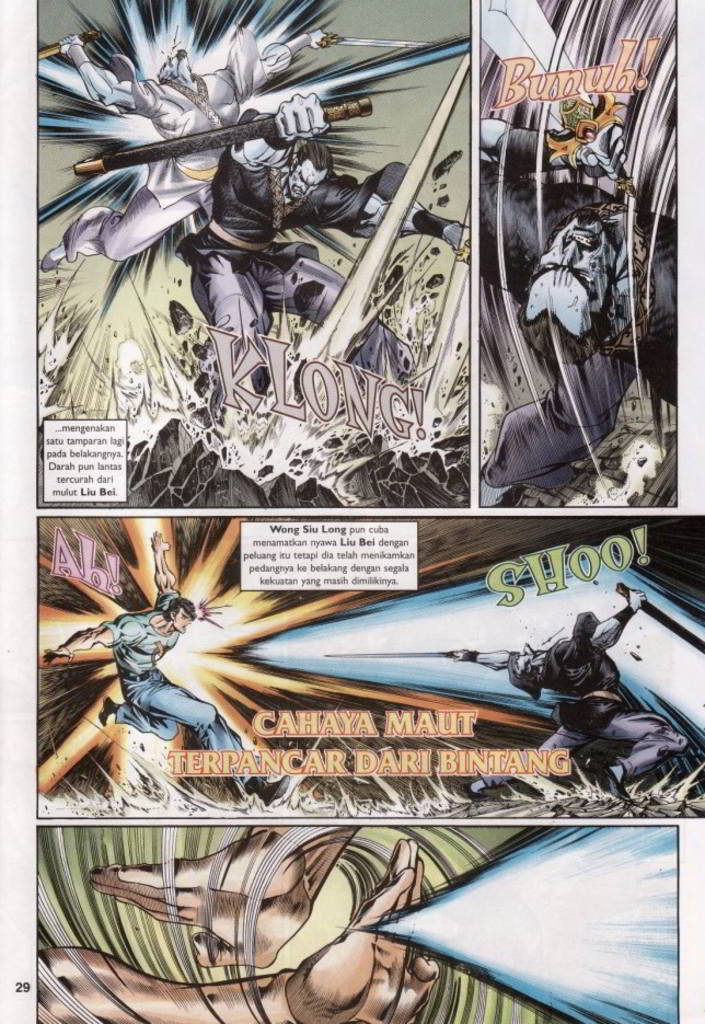 Bunuh!
KLONG!
...mengenakan
satu tamparan lagi
pada belakangnya.
Darah pun lantas
tercurah dari
mulut Liu Bei.
Ah!
Wong Siu Long pun cuba
menamatkan nyawa Liu Bei dengan
peluang itu tetapi dia telah menikamkan
pedangnya ke belakang dengan segala
kekuatan yang masih dimilikinya.
SHOO!
CAHAYA MAUT
TERPANCAR DARI BINTANG
29